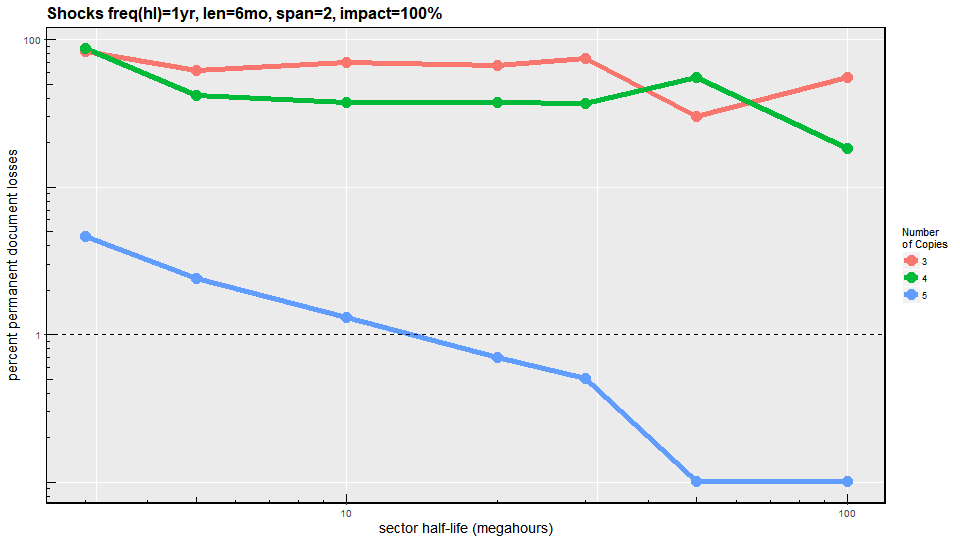 Shocks freq(hl)=1yr, len=6mo, span=2, impact=100%
100
1
percent permanent document losses
10
100
sector half-life (megahours)
Number
of Copies
3
4
5